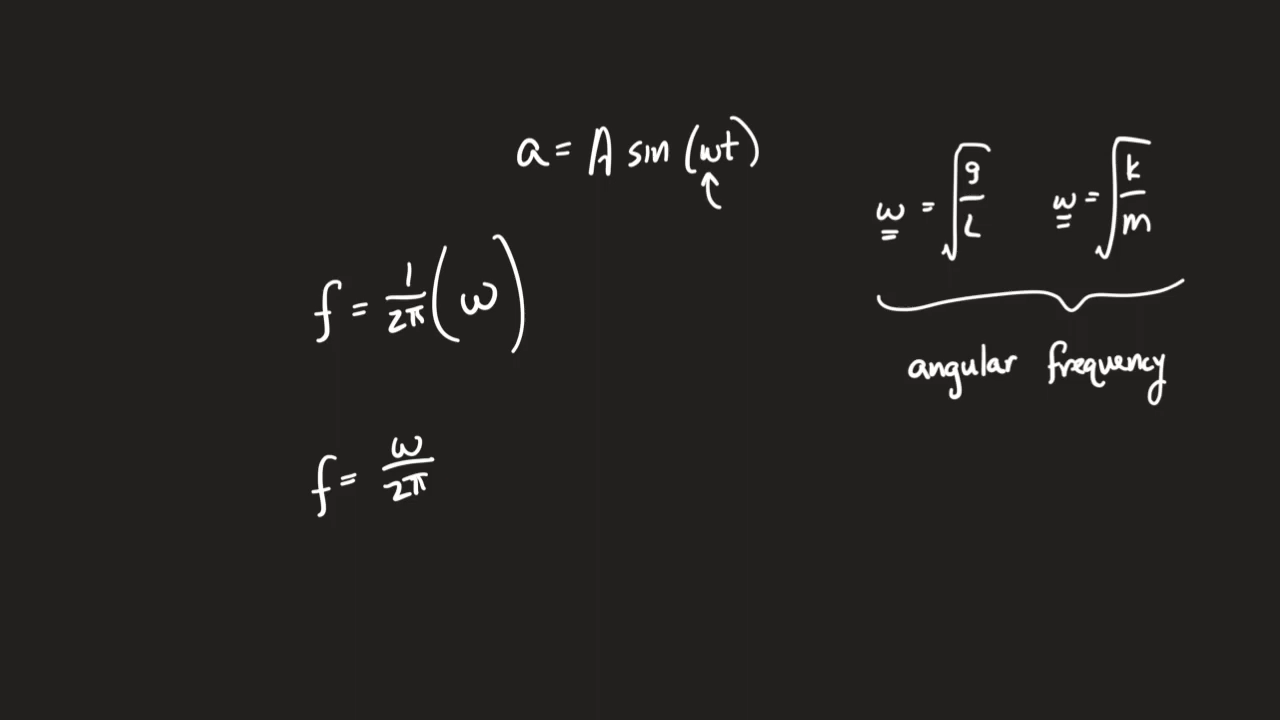 a = A sin (ωt)
ω = √(g/L)   ω = √(k/m)
f = 1/2π (ω)
angular frequency
f = ω/2π